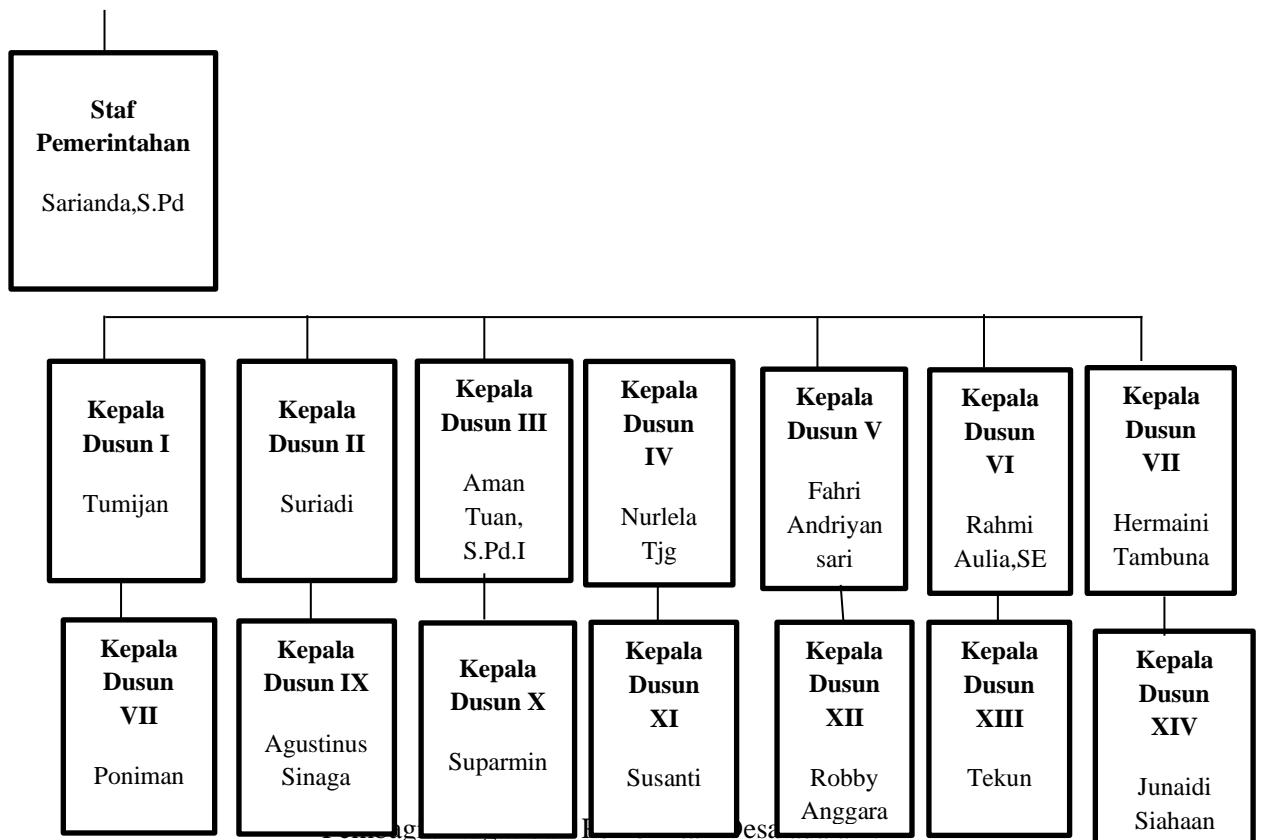 Staf
Pemerintahan
Sarianda,S.Pd
Kepala
Dusun I
Tumijan
Kepala
Dusun II
Suriadi
Kepala
Dusun III
Aman
Tuan,
S.Pd.I
Kepala
Dusun
IV
Nurlela
Tjg
Kepala
Dusun V
Fahri
Andriyan
sari
Kepala
Dusun
VI
Rahmi
Aulia,SE
Kepala
Dusun
VII
Hermaini
Tambuna
Kepala
Dusun
VII
Poniman
Kepala
Dusun IX
Agustinus
Sinaga
Kepala
Dusun X
Suparmin
Kepala
Dusun
XI
Susanti
Kepala
Dusun
XII
Robby
Anggara
Kepala
Dusun
XIII
Tekun
Kepala
Dusun
XIV
Junaidi
Siahaan